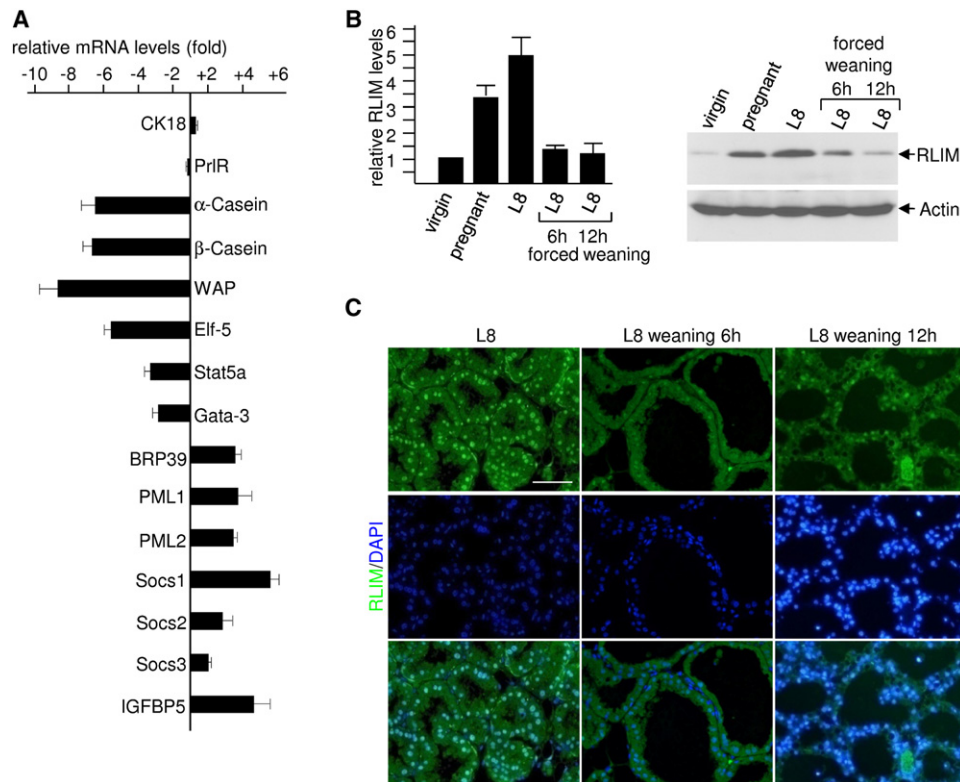 A
relative mRNA levels (fold)
-10 -8 -6 -4 -2 +2 +4 +6
CK18
PrlR
α-Casein
β-Casein
WAP
Elf-5
Stat5a
Gata-3
BRP39
PML1
PML2
Socs1
Socs2
Socs3
IGFBP5
B
relative RLIM levels
6
5
4
3
2
1
virgin
pregnant
L8
L8
L8
6h 12h
forced weaning
forced
weaning
6h 12h
virgin
pregnant
L8
L8
L8
RLIM
Actin
C
L8
L8 weaning 6h
L8 weaning 12h
RLIM/DAPI